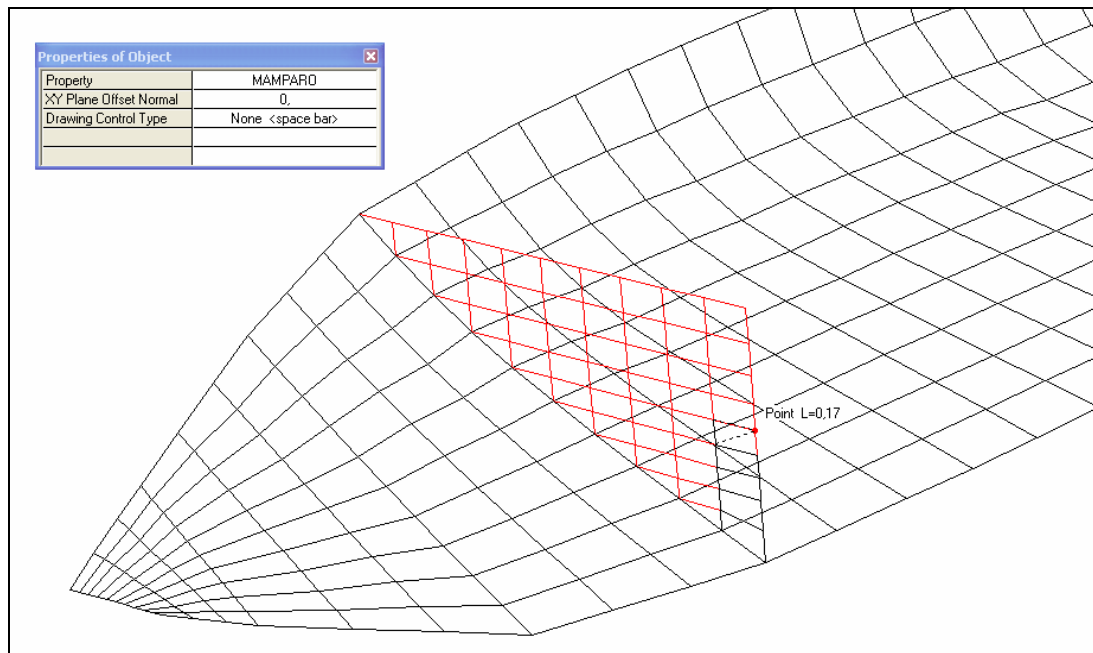 Properties of Object
Property MAMPARO
XY Plane Offset Normal 0,
Drawing Control Type None <space bar>
Point L=0,17